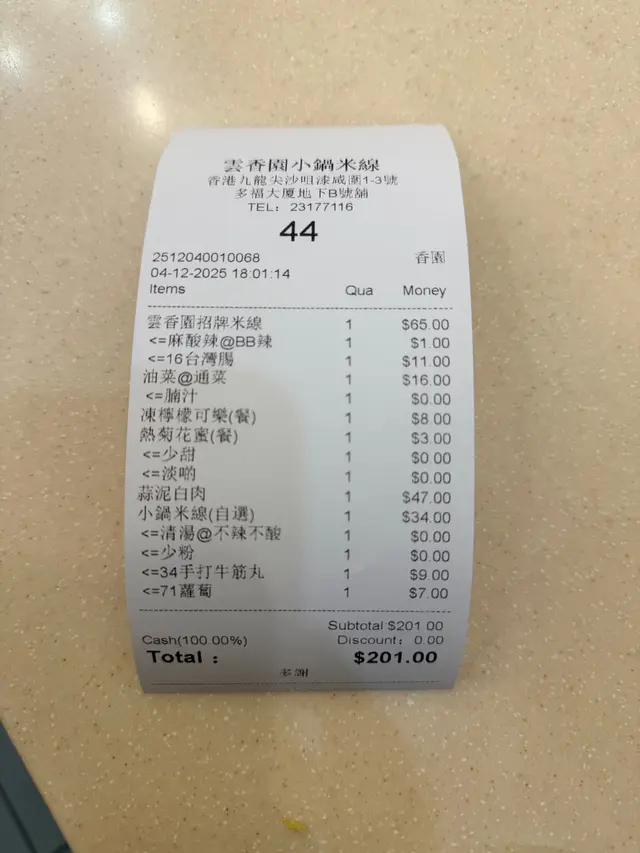 雲香園小鍋米線
香港九龍尖沙咀漆咸圍1-3號
多福大厦地下B號舖
TEL: 23177116
44
2512040010068 香園
04-12-2025 18:01:14
Items Qua Money
雲香園招牌米線 1 $65.00
<=麻酸辣@BB辣 1 $1.00
<=16台灣腸 1 $11.00
油菜@通菜 1 $16.00
<=腩汁 1 $0.00
凍檸檬可樂(餐) 1 $8.00
熱菊花蜜(餐) 1 $3.00
<=少甜 1 $0.00
<=淡啲 1 $0.00
蒜泥白肉 1 $47.00
小鍋米線(自選) 1 $34.00
<=清湯@不辣不酸 1 $0.00
<=少粉 1 $0.00
<=34手打牛筋丸 1 $9.00
<=71蘿蔔 1 $7.00
Subtotal $201.00
Cash(100.00%) Discount: 0.00
Total : $201.00
多謝